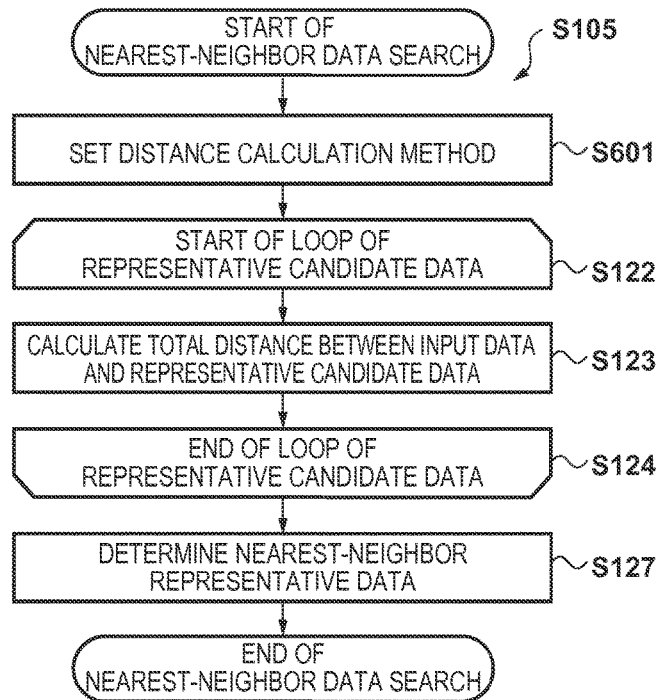 START OF
NEAREST-NEIGHBOR DATA SEARCH
S105
SET DISTANCE CALCULATION METHOD
S601
START OF LOOP OF
REPRESENTATIVE CANDIDATE DATA
S122
CALCULATE TOTAL DISTANCE BETWEEN INPUT DATA
AND REPRESENTATIVE CANDIDATE DATA
S123
END OF LOOP OF
REPRESENTATIVE CANDIDATE DATA
S124
DETERMINE NEAREST-NEIGHBOR
REPRESENTATIVE DATA
S127
END OF
NEAREST-NEIGHBOR DATA SEARCH